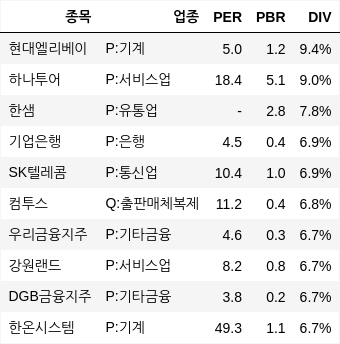 종목 업종 PER PBR DIV
현대엘리베이 P:기계 5.0 1.2 9.4%
하나투어 P:서비스업 18.4 5.1 9.0%
한샘 P:유통업 - 2.8 7.8%
기업은행 P:은행 4.5 0.4 6.9%
SK텔레콤 P:통신업 10.4 1.0 6.9%
컴투스 Q:출판매체복제 11.2 0.4 6.8%
우리금융지주 P:기타금융 4.6 0.3 6.7%
강원랜드 P:서비스업 8.2 0.8 6.7%
DGB금융지주 P:기타금융 3.8 0.2 6.7%
한온시스템 P:기계 49.3 1.1 6.7%